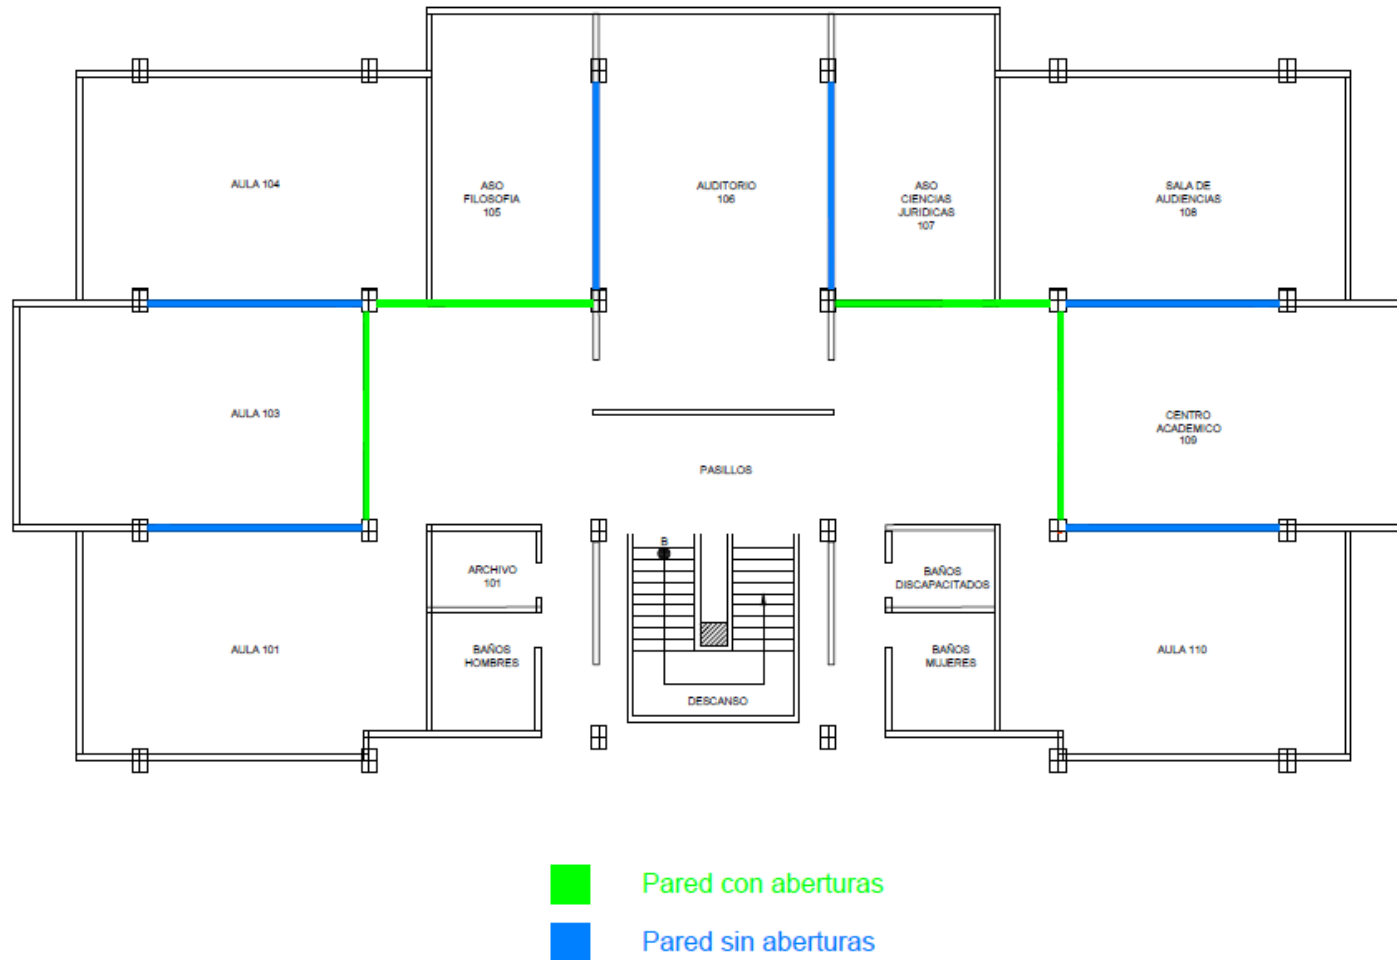 AULA 104
ASO
FILOSOFIA
105
AUDITORIO
106
ASO
CIENCIAS
JURIDICAS
107
SALA DE
AUDIENCIAS
108
AULA 103
CENTRO
ACADEMICO
109
PASILLOS
B
ARCHIVO
101
BAÑOS
DISCAPACITADOS
AULA 101
BAÑOS
HOMBRES
BAÑOS
MUJERES
AULA 110
DESCANSO
Pared con aberturas
Pared sin aberturas